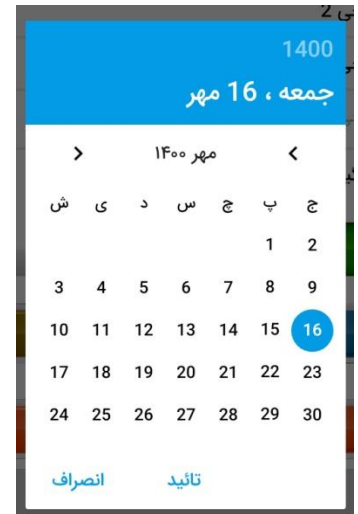 ی 2
1400
جمعه ، 16 مهر
مهر ۱۴۰۰
ش ی د س چ پ ج
1 2
3 4 5 6 7 8 9
10 11 12 13 14 15 16
17 18 19 20 21 22 23
24 25 26 27 28 29 30
انصراف تائید